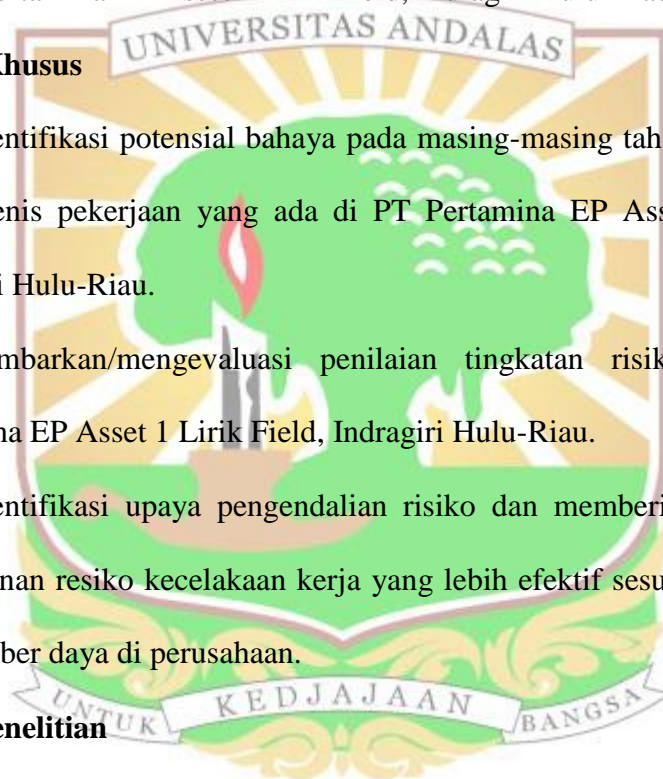 UNIVERSITAS ANDALAS
Khusus
entifikasi potensial bahaya pada masing-masing tah
enis pekerjaan yang ada di PT Pertamina EP Ass
i Hulu-Riau.
mbarkan/mengevaluasi penilaian tingkatan risik
na EP Asset 1 Lirik Field, Indragiri Hulu-Riau.
entifikasi upaya pengendalian risiko dan memberi
nan resiko kecelakaan kerja yang lebih efektif sesu
ber daya di perusahaan.
UNTUK KEDJAJAAN BANGSA
enelitian